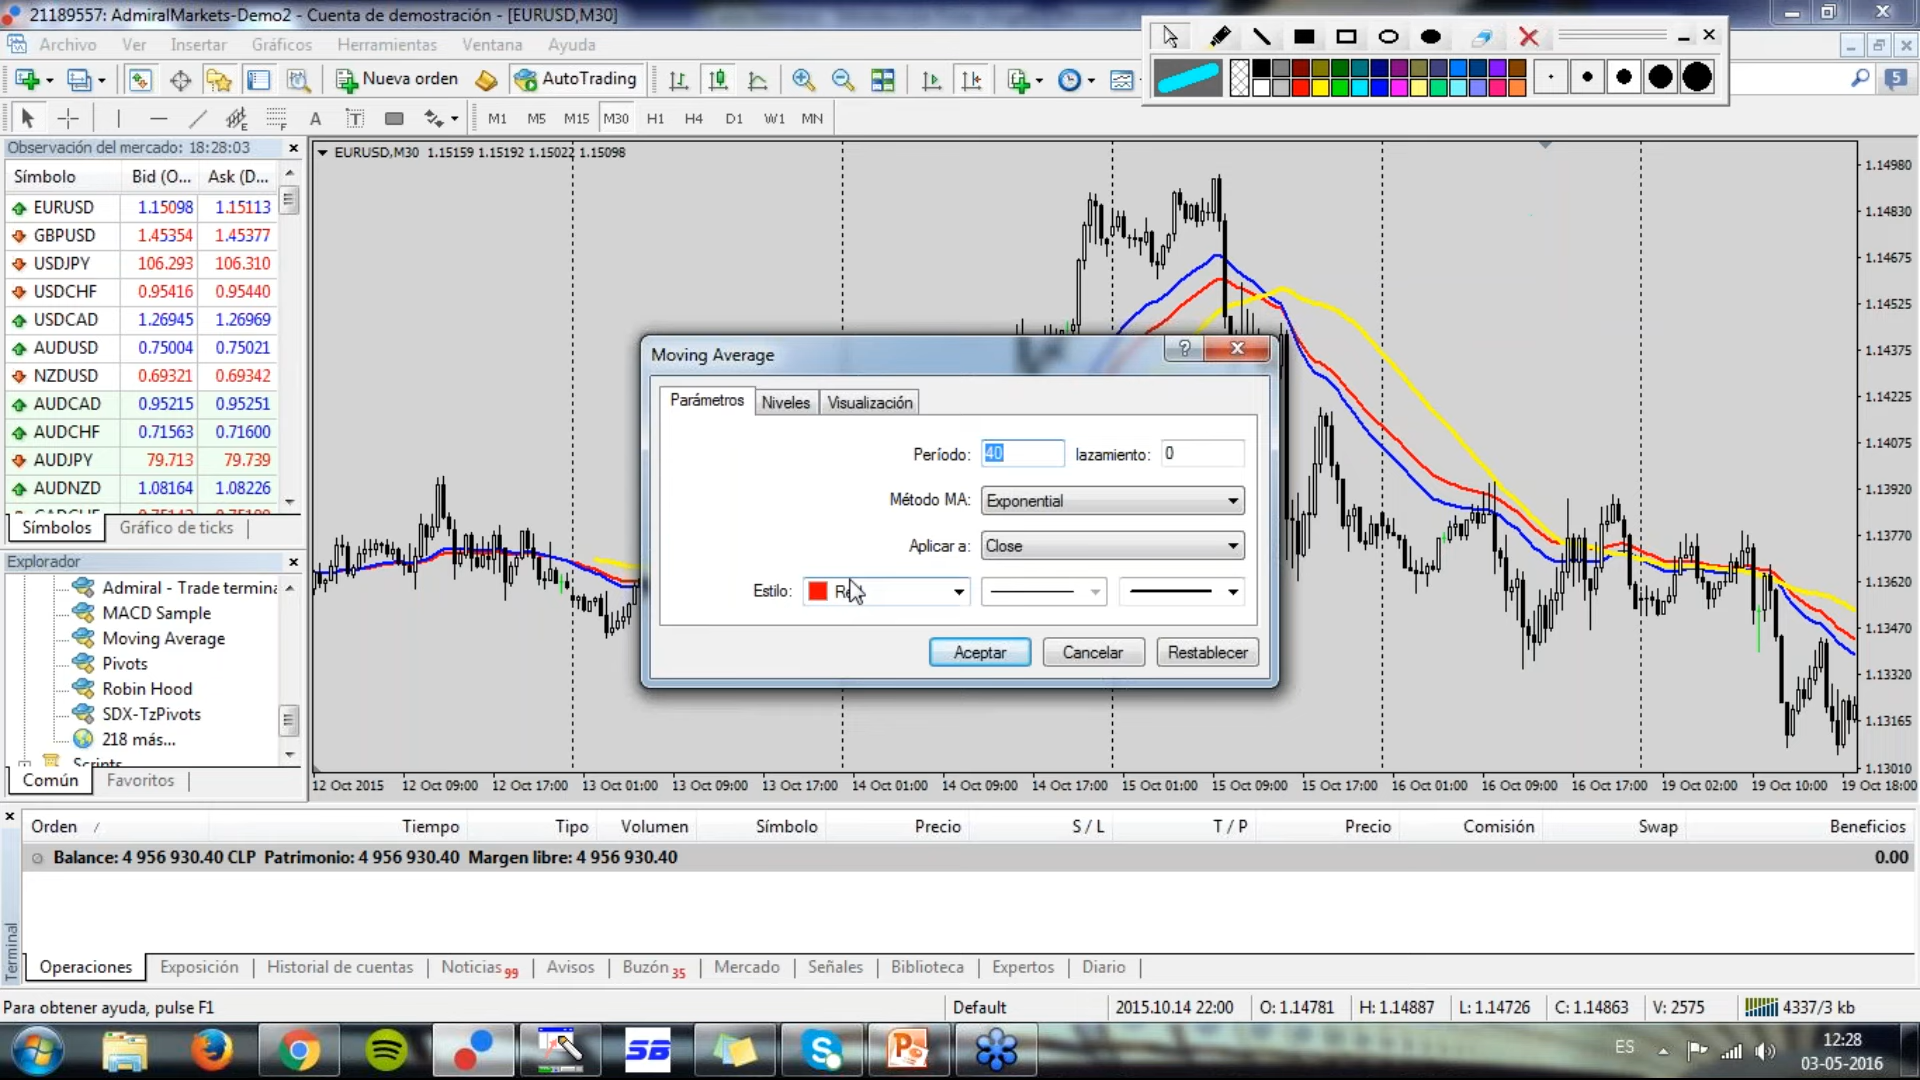 21189557: AdmiralMarkets-Demo2 - Cuenta de demostración - [EURUSD,M30]
Archivo Ver Insertar Gráficos Herramientas Ventana Ayuda
Nueva orden AutoTrading 5
A T M1 M5 M15 M30 H1 H4 D1 W1 MN
Observación del mercado: 18:28:03
Símbolo Bid (O... Ask (D...
EURUSD 1.15098 1.15113
GBPUSD 1.45354 1.45377
USDJPY 106.293 106.310
USDCHF 0.95416 0.95440
USDCAD 1.26945 1.26969
AUDUSD 0.75004 0.75021
NZDUSD 0.69321 0.69342
AUDCAD 0.95215 0.95251
AUDCHF 0.71563 0.71600
AUDJPY 79.713 79.739
AUDNZD 1.08164 1.08226
Símbolos Gráfico de ticks
Explorador
Admiral - Trade termina
MACD Sample
Moving Average
Pivots
Robin Hood
SDX-TzPivots
218 más...
Scripts
Común Favoritos
EURUSD,M30 1.15159 1.15192 1.15022 1.15098
1.14980
1.14830
1.14675
1.14525
1.14375
1.14225
1.14075
1.13920
1.13770
1.13620
1.13470
1.13320
1.13165
1.13010
12 Oct 2015 12 Oct 09:00 12 Oct 17:00 13 Oct 01:00 13 Oct 09:00 13 Oct 17:00 14 Oct 01:00 14 Oct 09:00 14 Oct 17:00 15 Oct 01:00 15 Oct 09:00 15 Oct 17:00 16 Oct 01:00 16 Oct 09:00 16 Oct 17:00 19 Oct 02:00 19 Oct 10:00 19 Oct 18:00
Moving Average
Parámetros Niveles Visualización
Período: 40 lazamiento: 0
Método MA: Exponential
Aplicar a: Close
Estilo: Red
Aceptar Cancelar Restablecer
Orden / Tiempo Tipo Volumen Símbolo Precio S / L T / P Precio Comisión Swap Beneficios
Balance: 4 956 930.40 CLP Patrimonio: 4 956 930.40 Margen libre: 4 956 930.40 0.00
Terminal
Operaciones Exposición Historial de cuentas Noticias 99 Avisos Buzón 35 Mercado Señales Biblioteca Expertos Diario
Para obtener ayuda, pulse F1 Default 2015.10.14 22:00 O: 1.14781 H: 1.14887 L: 1.14726 C: 1.14863 V: 2575 4337/3 kb
SB ES 12:28
03-05-2016